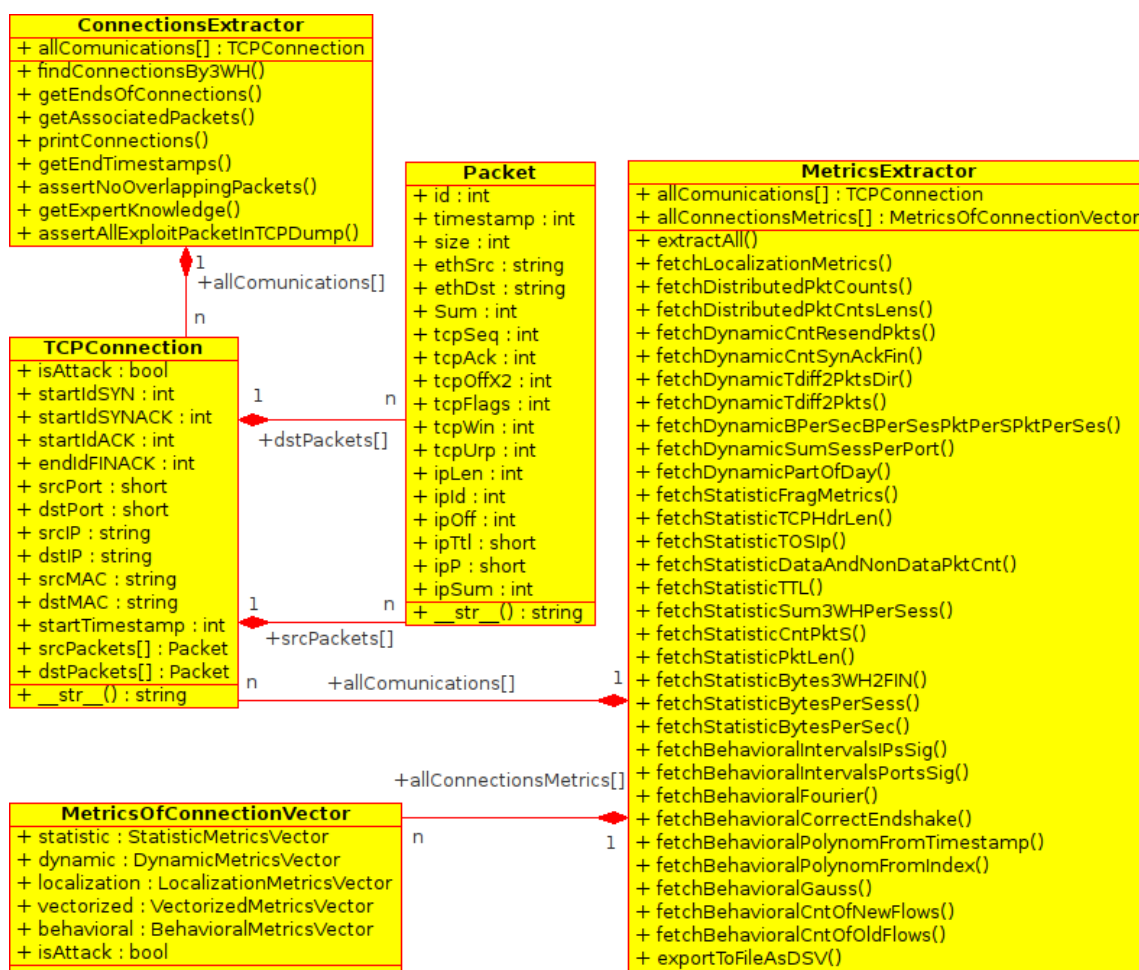 ConnectionsExtractor
+ allComunications[] : TCPConnection
+ findConnectionsBy3WH()
+ getEndsOfConnections()
+ getAssociatedPackets()
+ printConnections()
+ getEndTimestamps()
+ assertNoOverlappingPackets()
+ getExpertKnowledge()
+ assertAllExploitPacketInTCPDump()
1
+allComunications[]
n
TCPConnection
+ isAttack : bool
+ startIdSYN : int
+ startIdSYNACK : int
+ startIdACK : int
+ endIdFINACK : int
+ srcPort : short
+ dstPort : short
+ srcIP : string
+ dstIP : string
+ srcMAC : string
+ dstMAC : string
+ startTimestamp : int
+ srcPackets[] : Packet
+ dstPackets[] : Packet
+ __str__() : string
1
n
+dstPackets[]
1
n
+srcPackets[]
Packet
+ id : int
+ timestamp : int
+ size : int
+ ethSrc : string
+ ethDst : string
+ Sum : int
+ tcpSeq : int
+ tcpAck : int
+ tcpOffX2 : int
+ tcpFlags : int
+ tcpWin : int
+ tcpUrp : int
+ ipLen : int
+ ipId : int
+ ipOff : int
+ ipTtl : short
+ ipP : short
+ ipSum : int
+ __str__() : string
n
+allComunications[]
1
MetricsExtractor
+ allComunications[] : TCPConnection
+ allConnectionsMetrics[] : MetricsOfConnectionVector
+ extractAll()
+ fetchLocalizationMetrics()
+ fetchDistributedPktCounts()
+ fetchDistributedPktCntsLens()
+ fetchDynamicCntResendPkts()
+ fetchDynamicCntSynAckFin()
+ fetchDynamicTdiff2PktsDir()
+ fetchDynamicTdiff2Pkts()
+ fetchDynamicBPerSecBPerSesPktPerSPktPerSes()
+ fetchDynamicSumSessPerPort()
+ fetchDynamicPartOfDay()
+ fetchStatisticFragMetrics()
+ fetchStatisticTCPHdrLen()
+ fetchStatisticTOSIp()
+ fetchStatisticDataAndNonDataPktCnt()
+ fetchStatisticTTL()
+ fetchStatisticSum3WHPerSess()
+ fetchStatisticCntPktS()
+ fetchStatisticPktLen()
+ fetchStatisticBytes3WH2FIN()
+ fetchStatisticBytesPerSess()
+ fetchStatisticBytesPerSec()
+ fetchBehavioralIntervalsIPsSig()
+ fetchBehavioralIntervalsPortsSig()
+ fetchBehavioralFourier()
+ fetchBehavioralCorrectEndshake()
+ fetchBehavioralPolynomFromTimestamp()
+ fetchBehavioralPolynomFromIndex()
+ fetchBehavioralGauss()
+ fetchBehavioralCntOfNewFlows()
+ fetchBehavioralCntOfOldFlows()
+ exportToFileAsDSV()
+allConnectionsMetrics[]
n
1
MetricsOfConnectionVector
+ statistic : StatisticMetricsVector
+ dynamic : DynamicMetricsVector
+ localization : LocalizationMetricsVector
+ vectorized : VectorizedMetricsVector
+ behavioral : BehavioralMetricsVector
+ isAttack : bool